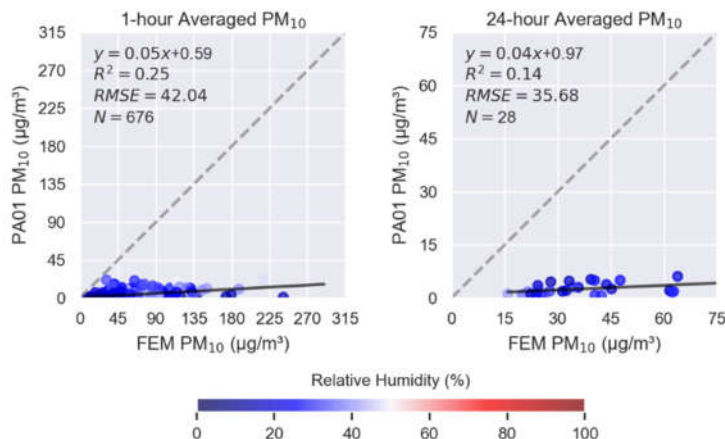 1-hour Averaged PM₁₀
315
270
225
180
135
90
45
0
PA01 PM₁₀ (µg/m³)
y = 0.05x+0.59
R² = 0.25
RMSE = 42.04
N = 676
0 45 90 135 180 225 270 315
FEM PM₁₀ (µg/m³)
24-hour Averaged PM₁₀
75
60
45
30
15
0
PA01 PM₁₀ (µg/m³)
y = 0.04x+0.97
R² = 0.14
RMSE = 35.68
N = 28
0 15 30 45 60 75
FEM PM₁₀ (µg/m³)
Relative Humidity (%)
0 20 40 60 80 100